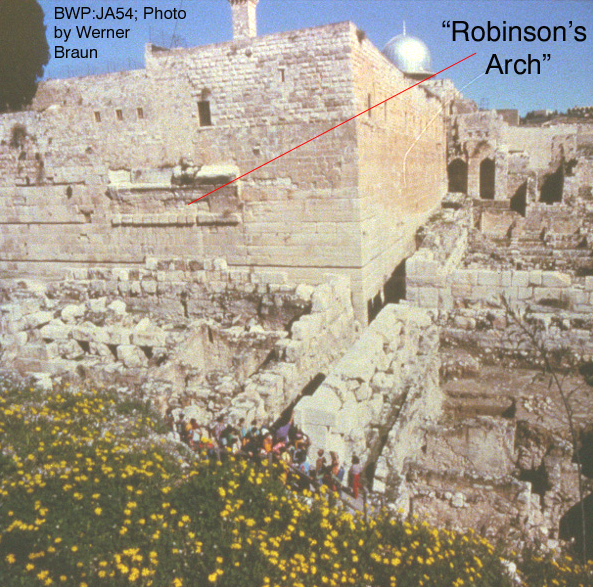 BWP:JA54; Photo
by Werner
Braun
“Robinson’s
Arch”